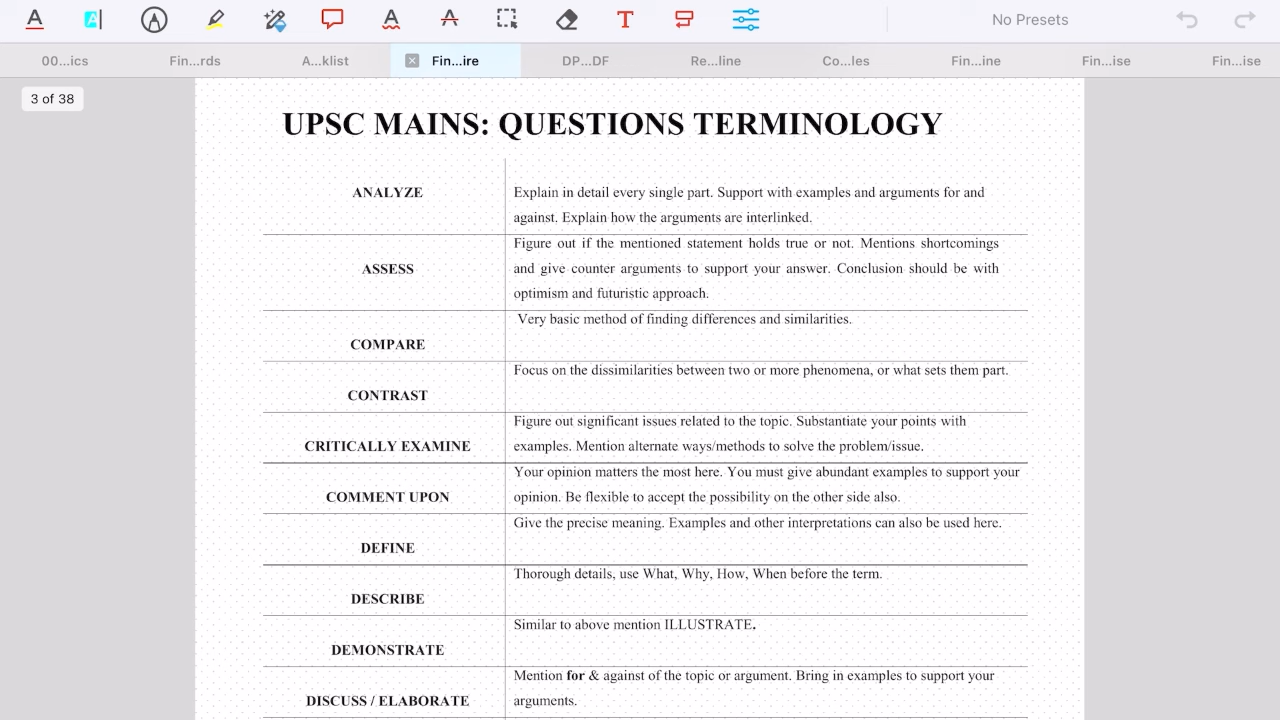 No Presets
00...ics
Fin...rds
A...klist
Fin...ire
DP...DF
Re...line
Co...les
Fin...ine
Fin...ise
Fin...ise
3 of 38
UPSC MAINS: QUESTIONS TERMINOLOGY
ANALYZE
Explain in detail every single part. Support with examples and arguments for and
against. Explain how the arguments are interlinked.
ASSESS
Figure out if the mentioned statement holds true or not. Mentions shortcomings
and give counter arguments to support your answer. Conclusion should be with
optimism and futuristic approach.
COMPARE
Very basic method of finding differences and similarities.
CONTRAST
Focus on the dissimilarities between two or more phenomena, or what sets them part.
CRITICALLY EXAMINE
Figure out significant issues related to the topic. Substantiate your points with
examples. Mention alternate ways/methods to solve the problem/issue.
COMMENT UPON
Your opinion matters the most here. You must give abundant examples to support your
opinion. Be flexible to accept the possibility on the other side also.
DEFINE
Give the precise meaning. Examples and other interpretations can also be used here.
DESCRIBE
Thorough details, use What, Why, How, When before the term.
DEMONSTRATE
Similar to above mention ILLUSTRATE.
DISCUSS / ELABORATE
Mention for & against of the topic or argument. Bring in examples to support your
arguments.